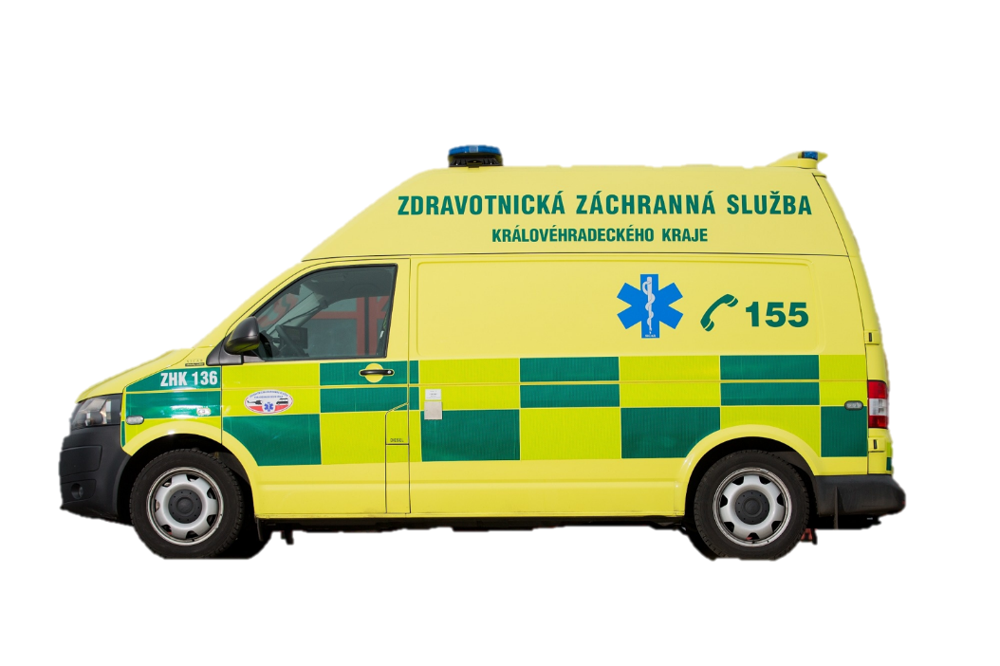 ZDRAVOTNICKÁ ZÁCHRANNÁ SLUŽBA
KRÁLOVÉHRADECKÉHO KRAJE
155
ZHK 136